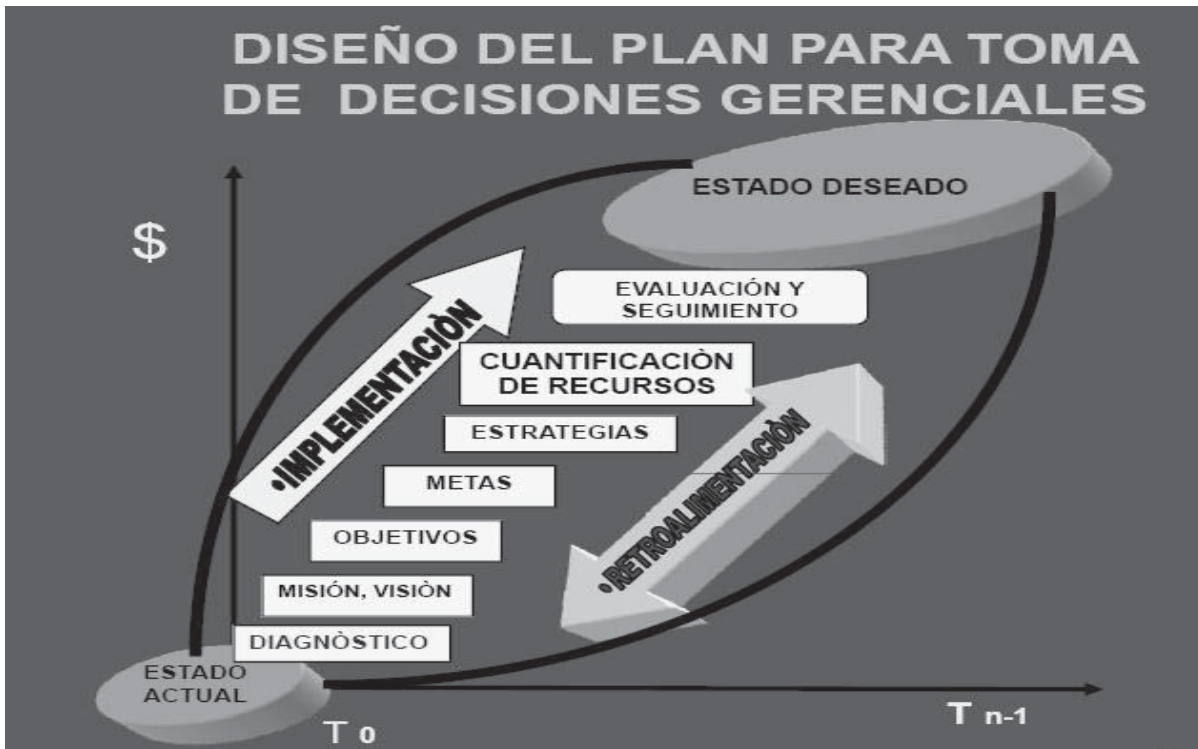 DISEÑO DEL PLAN PARA TOMA
DE DECISIONES GERENCIALES
ESTADO DESEADO
$
EVALUACIÓN Y
SEGUIMIENTO
•IMPLEMENTACIÒN
CUANTIFICACIÒN
DE RECURSOS
ESTRATEGIAS
METAS
•RETROALIMENTACIÒN
OBJETIVOS
MISIÓN, VISIÒN
DIAGNÒSTICO
ESTADO
ACTUAL
T 0
T n-1